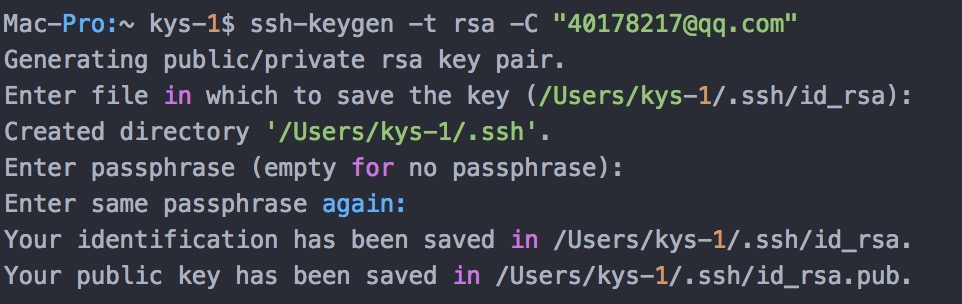 Mac-Pro:~ kys-1$ ssh-keygen -t rsa -C "40178217@qq.com"
Generating public/private rsa key pair.
Enter file in which to save the key (/Users/kys-1/.ssh/id_rsa):
Created directory '/Users/kys-1/.ssh'.
Enter passphrase (empty for no passphrase):
Enter same passphrase again:
Your identification has been saved in /Users/kys-1/.ssh/id_rsa.
Your public key has been saved in /Users/kys-1/.ssh/id_rsa.pub.